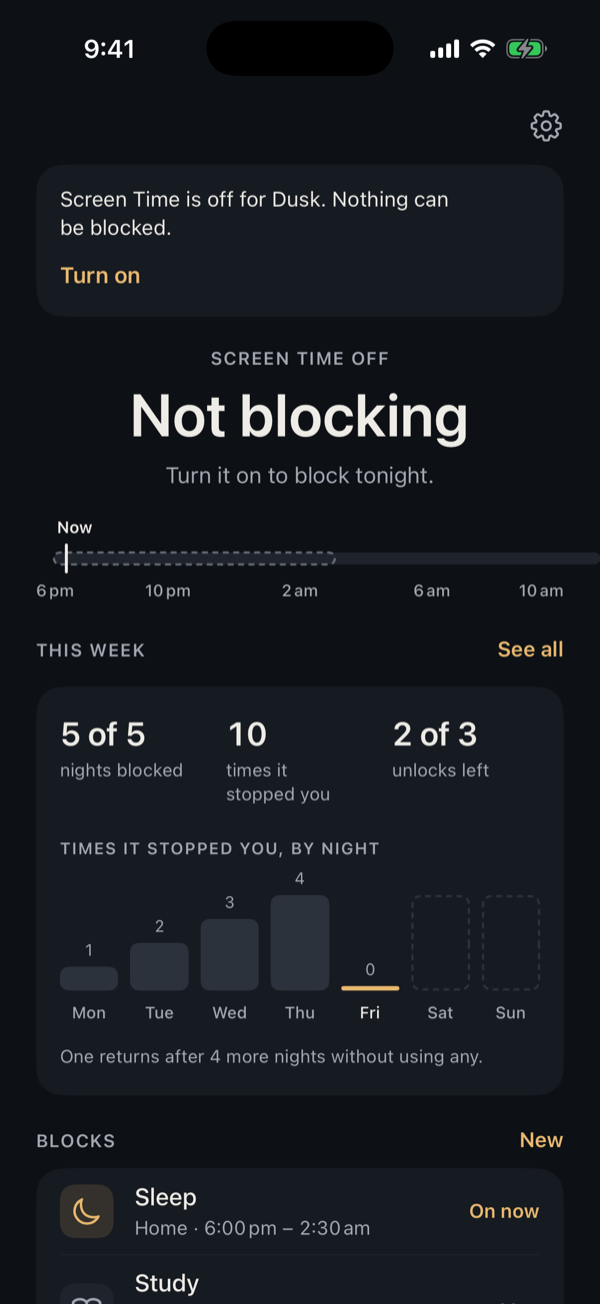 9:41
Screen Time is off for Dusk. Nothing can
be blocked.
Turn on
SCREEN TIME OFF
Not blocking
Turn it on to block tonight.
Now
6 pm 10 pm 2 am 6 am 10 am
THIS WEEK See all
5 of 5 10 2 of 3
nights blocked times it unlocks left
stopped you
TIMES IT STOPPED YOU, BY NIGHT
1 2 3 4 0
Mon Tue Wed Thu Fri Sat Sun
One returns after 4 more nights without using any.
BLOCKS New
Sleep
Home · 6:00 pm – 2:30 am On now
Study